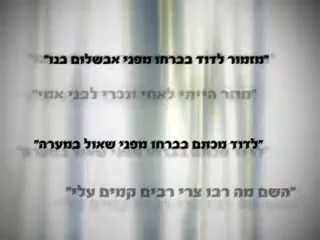 "מזמור לדוד בברחו מפני אבשלום בנו"
"מוזר הייתי לאחי ונכרי לבני אמי"
"לדוד מכתם בברחו מפני שאול במערה"
"השם מה רבו צרי רבים קמים עלי"